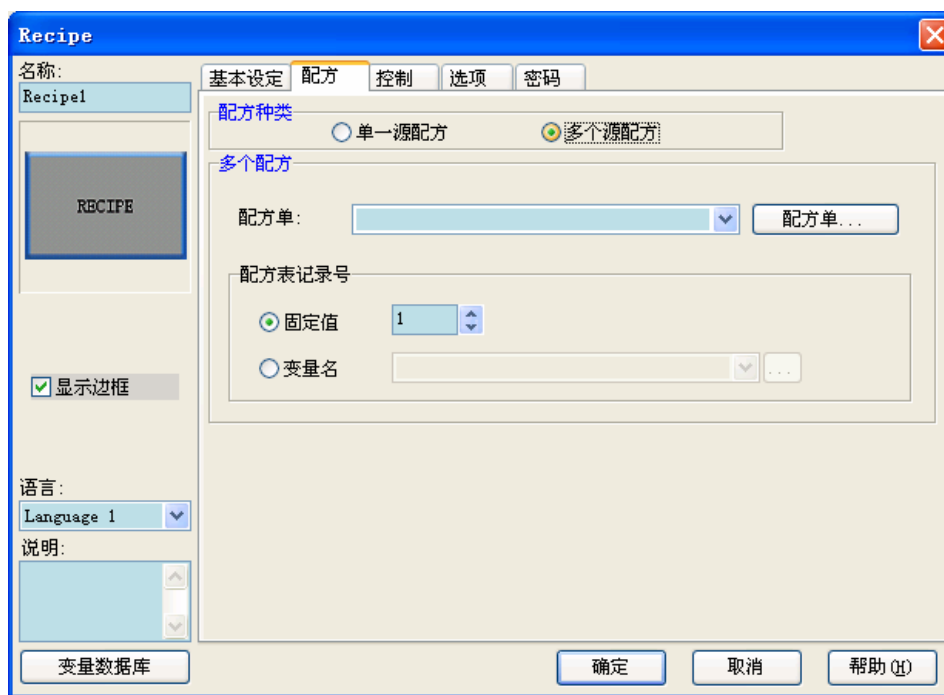 Recipe
名称:
Recipe1
RECIPE
显示边框
语言:
Language 1
说明:
变量数据库
基本设定 配方 控制 选项 密码
配方种类
单一源配方 多个源配方
多个配方
配方单: 配方单...
配方表记录号
固定值 1
变量名 ...
确定 取消 帮助(H)